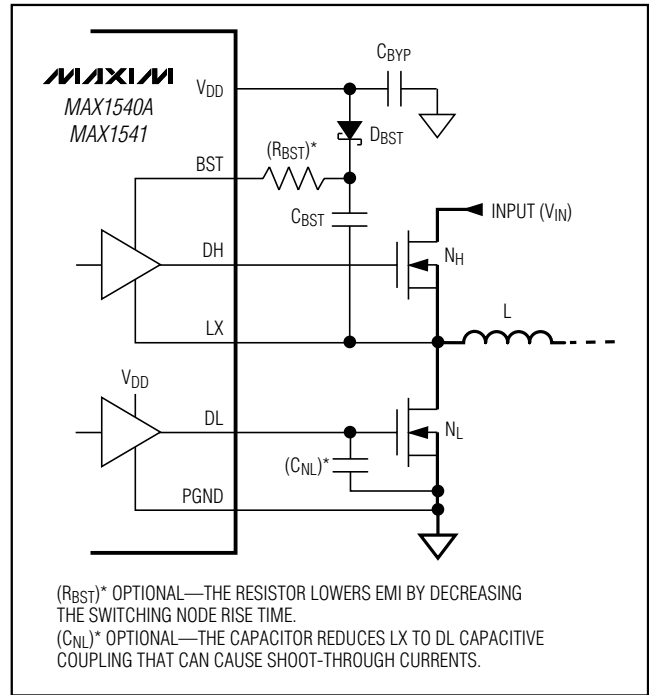 MAXIM
MAX1540A
MAX1541
VDD
CBYP
DBST
(RBST)*
BST
CBST
INPUT (VIN)
DH
NH
L
LX
VDD
DL
NL
(CNL)*
PGND
(RBST)* OPTIONAL—THE RESISTOR LOWERS EMI BY DECREASING
THE SWITCHING NODE RISE TIME.
(CNL)* OPTIONAL—THE CAPACITOR REDUCES LX TO DL CAPACITIVE
COUPLING THAT CAN CAUSE SHOOT-THROUGH CURRENTS.